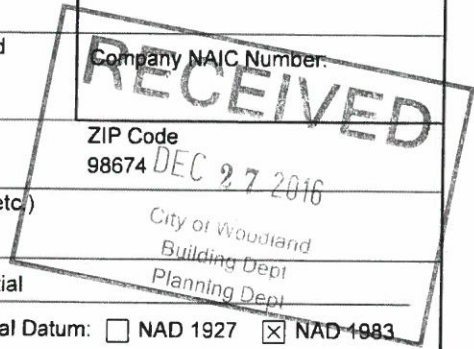 d
Company NAIC Number:
RECEIVED
ZIP Code
98674
DEC 27 2016
etc.)
City of Woodland
Building Dept
Planning Dept
tial
al Datum: ☐ NAD 1927 ☒ NAD 1983